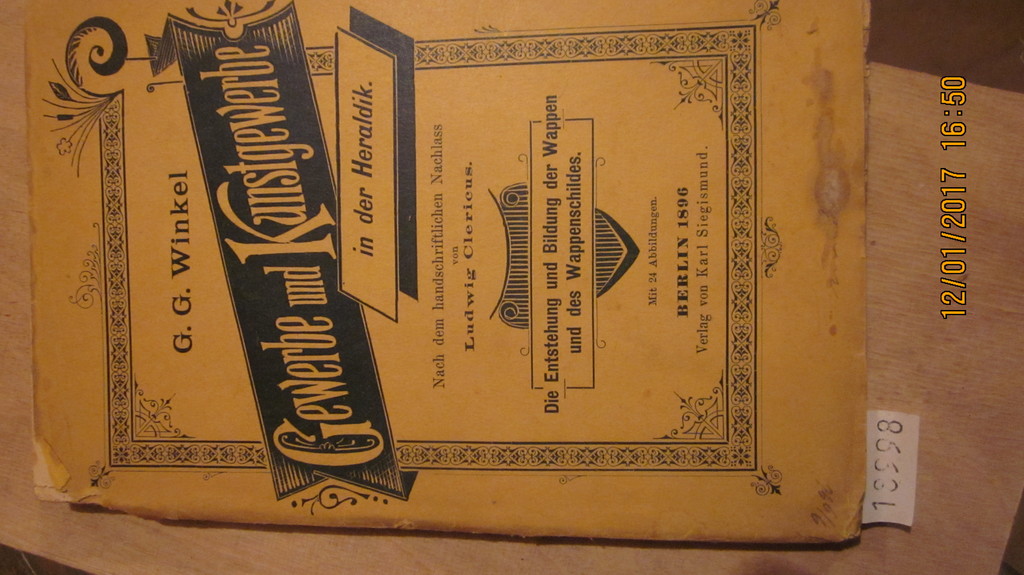 G. G. Winkel
Gewerbe und Kunstgewerbe
in der Heraldik.
Nach dem handschriftlichen Nachlass
von
Ludwig Clericus.
Die Entstehung und Bildung der Wappen
und des Wappenschildes.
Mit 24 Abbildungen.
BERLIN 1896
Verlag von Karl Siegismund.
18398
12/01/2017 16:50